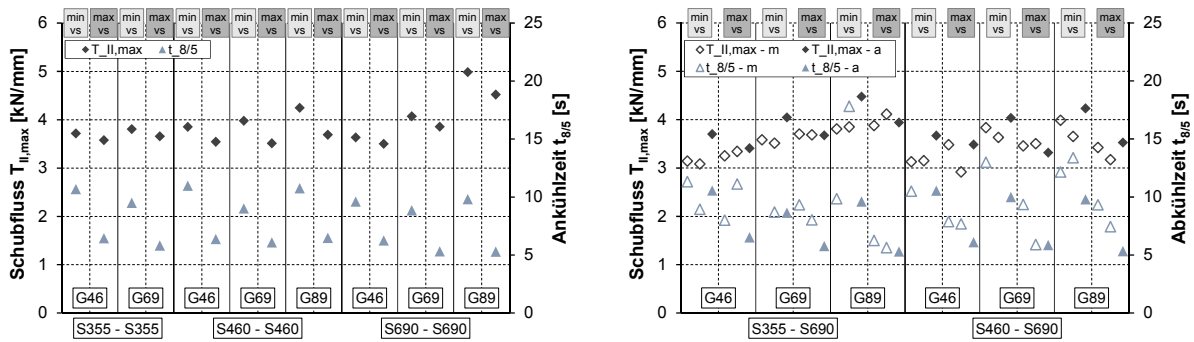 min max min max min max min max min max min max min max min max
vs vs vs vs vs vs vs vs vs vs vs vs vs vs vs vs
T_II,max t_8/5
Schubfluss T_II,max [kN/mm]
6
5
4
3
2
1
0
25
20
15
10
5
0
Ankühlzeit t_8/5 [s]
G46 G69 G46 G69 G89 G46 G69 G89
S355 - S355 S460 - S460 S690 - S690
min max min max min max min max min max min max
vs vs vs vs vs vs vs vs vs vs vs vs
T_II,max - m T_II,max - a
t_8/5 - m t_8/5 - a
Schubfluss T_II,max [kN/mm]
6
5
4
3
2
1
0
25
20
15
10
5
0
Abkühlzeit t_8/5 [s]
G46 G69 G89 G46 G69 G89
S355 - S690 S460 - S690